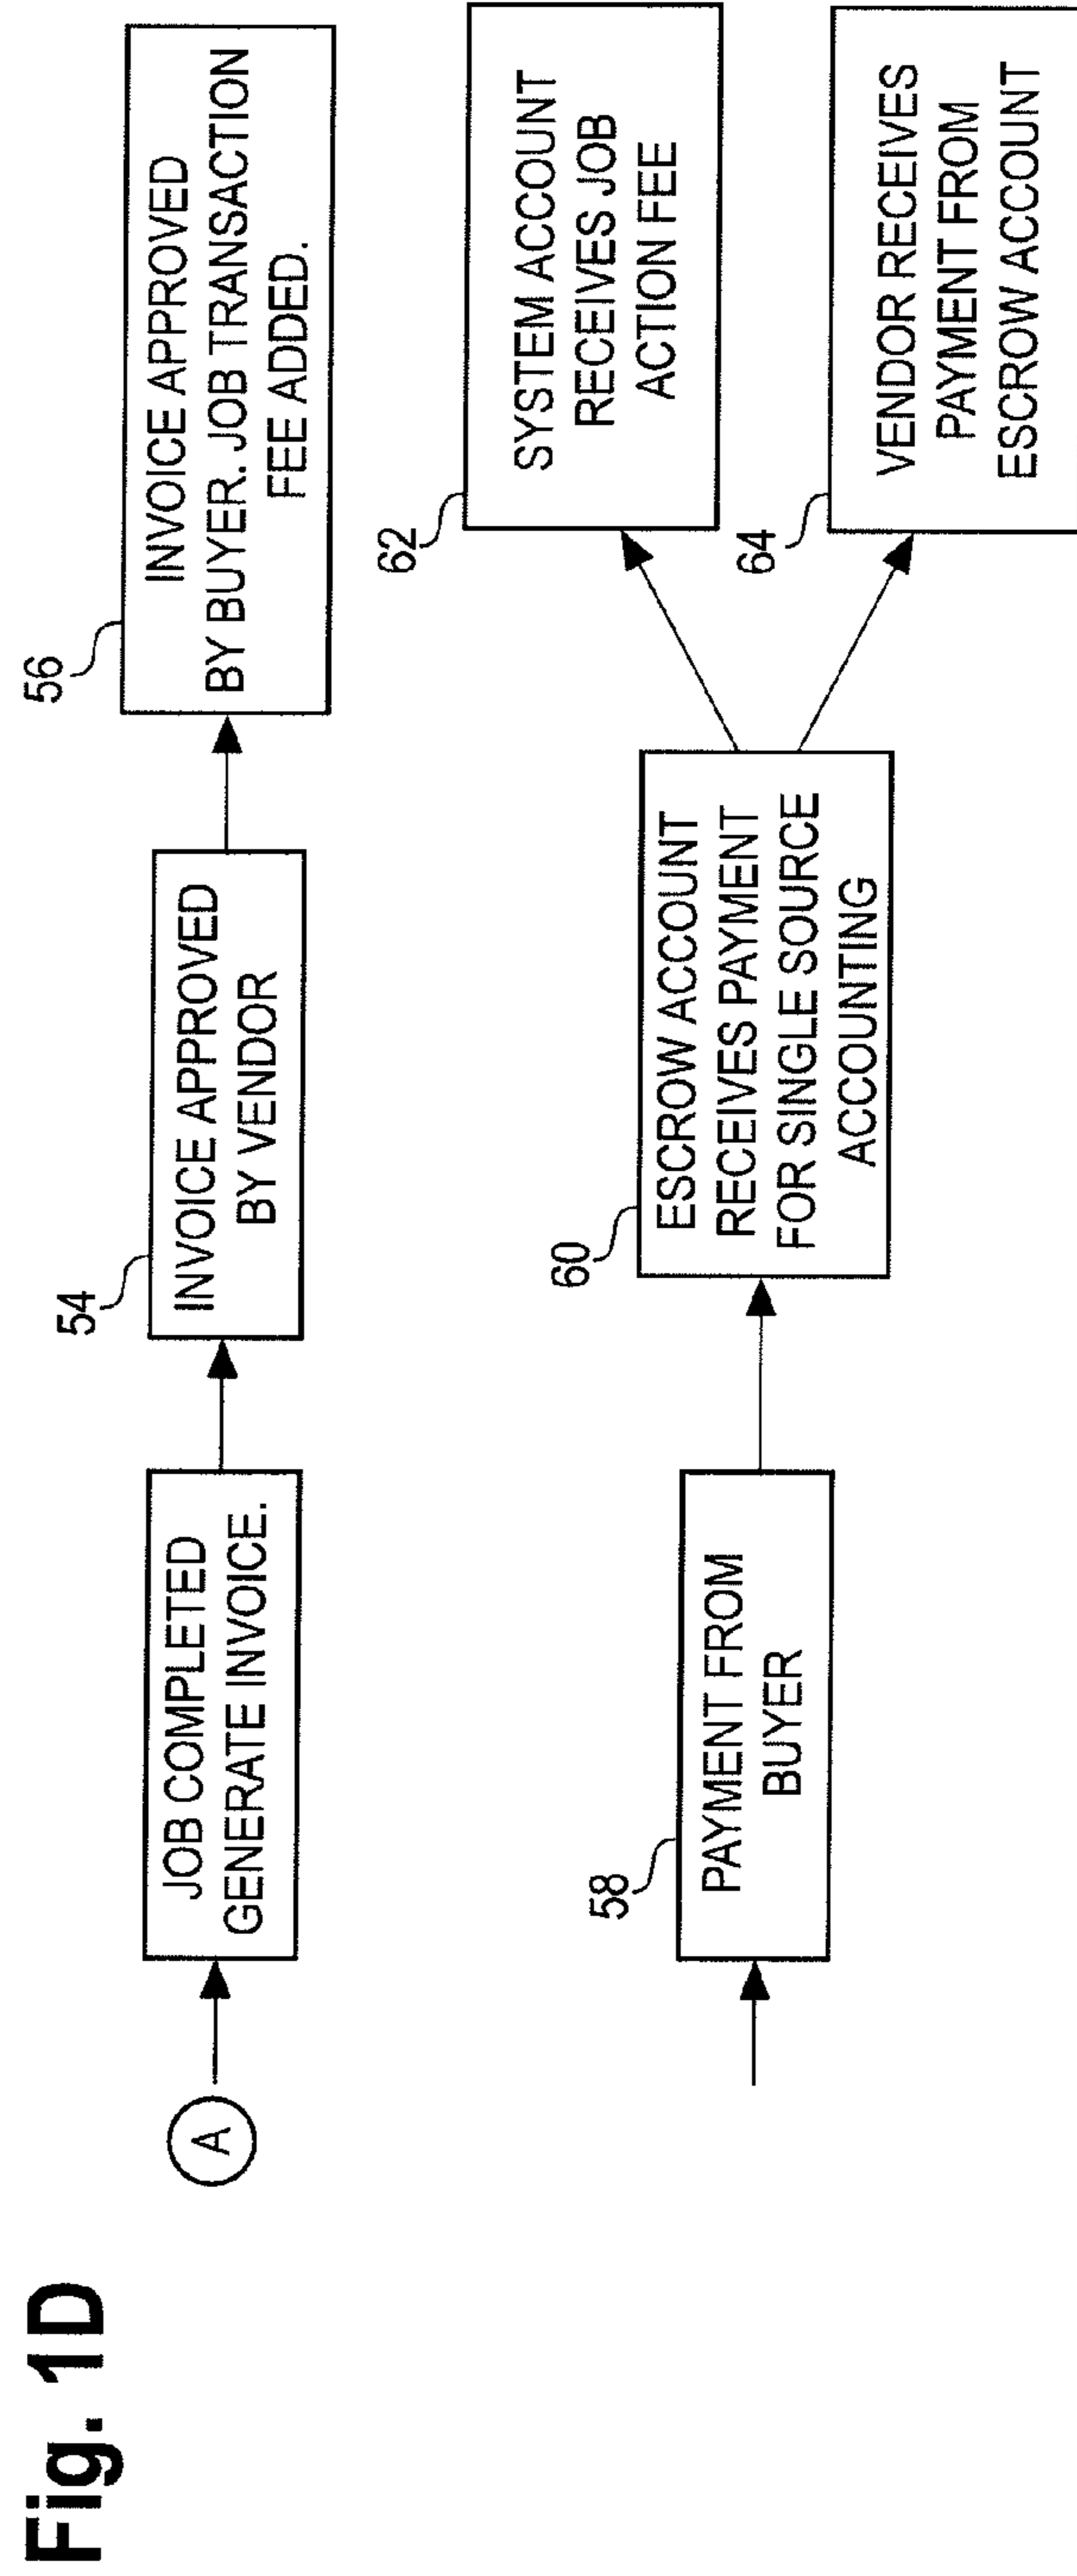 Fig. 1D
A
JOB COMPLETED
GENERATE INVOICE.
54
INVOICE APPROVED
BY VENDOR
56
INVOICE APPROVED
BY BUYER. JOB TRANSACTION
FEE ADDED.
58
PAYMENT FROM
BUYER
60
ESCROW ACCOUNT
RECEIVES PAYMENT
FOR SINGLE SOURCE
ACCOUNTING
62
SYSTEM ACCOUNT
RECEIVES JOB
ACTION FEE
64
VENDOR RECEIVES
PAYMENT FROM
ESCROW ACCOUNT